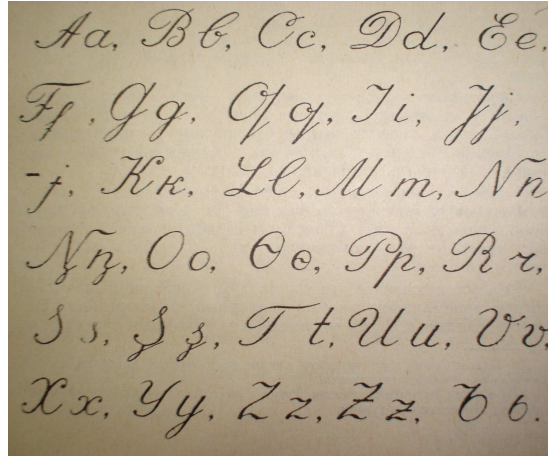 Aa, Bʙ, Cc, Dd, Ee,
Ff, Gg, Ƣƣ, Ii, Jj,
-j, Kк, Ll, Mm, Nn
Ꞑꞑ, Oo, Ɵɵ, Pp, Rr,
Ss, Şş, Tt, Uu, Vv,
Xx, Yy, Zz, Ƶƶ, Ьь.